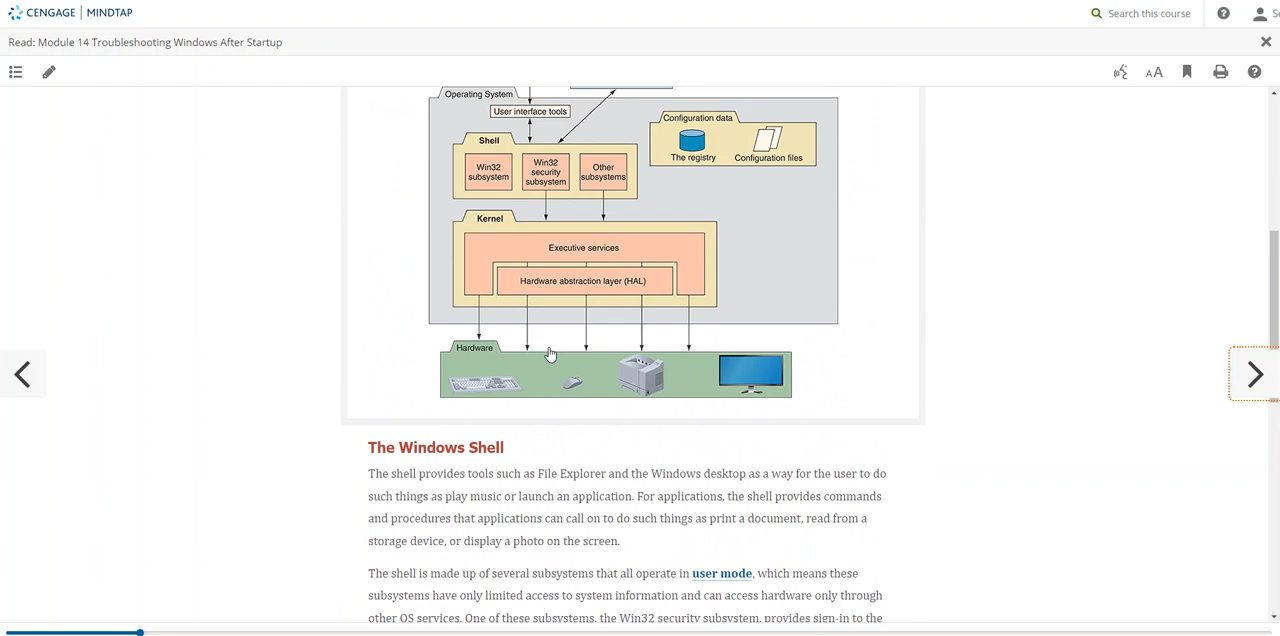 CENGAGE | MINDTAP
Search this course
Read: Module 14 Troubleshooting Windows After Startup
AA
Operating System
User interface tools
Configuration data
The registry
Configuration files
Shell
Win32 subsystem
Win32 security subsystem
Other subsystems
Kernel
Executive services
Hardware abstraction layer (HAL)
Hardware
The Windows Shell
The shell provides tools such as File Explorer and the Windows desktop as a way for the user to do
such things as play music or launch an application. For applications, the shell provides commands
and procedures that applications can call on to do such things as print a document, read from a
storage device, or display a photo on the screen.
The shell is made up of several subsystems that all operate in user mode, which means these
subsystems have only limited access to system information and can access hardware only through
other OS services. One of these subsystems, the Win32 security subsystem, provides sign-in to the